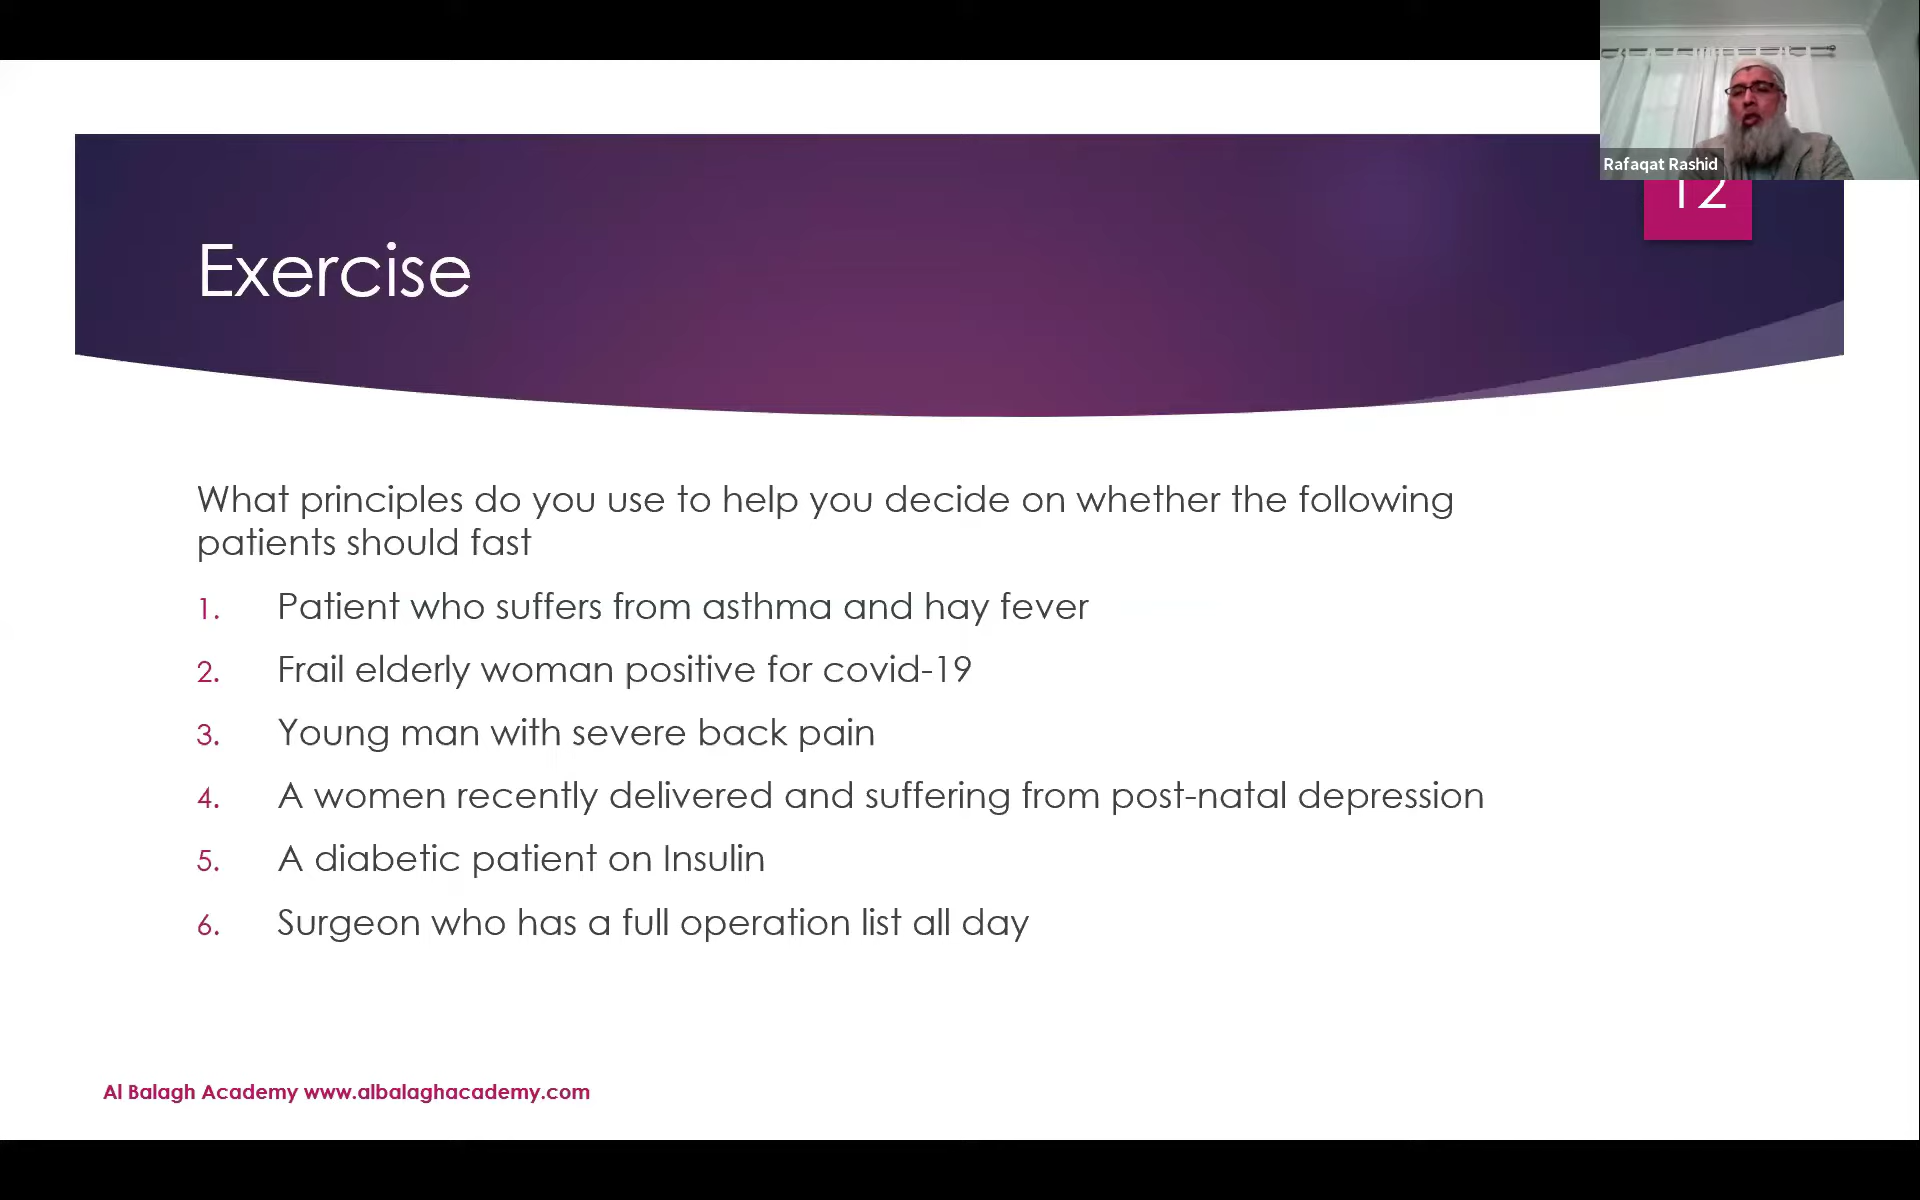 Rafaqat Rashid
12
Exercise
What principles do you use to help you decide on whether the following
patients should fast
1. Patient who suffers from asthma and hay fever
2. Frail elderly woman positive for covid-19
3. Young man with severe back pain
4. A women recently delivered and suffering from post-natal depression
5. A diabetic patient on Insulin
6. Surgeon who has a full operation list all day
Al Balagh Academy www.albalaghacademy.com